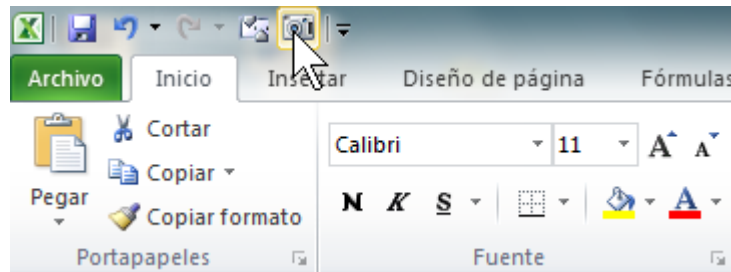 Archivo Inicio Insertar Diseño de página Fórmulas
Cortar
Calibri 11 A A
Copiar
Pegar
Copiar formato
N K S A
Portapapeles Fuente